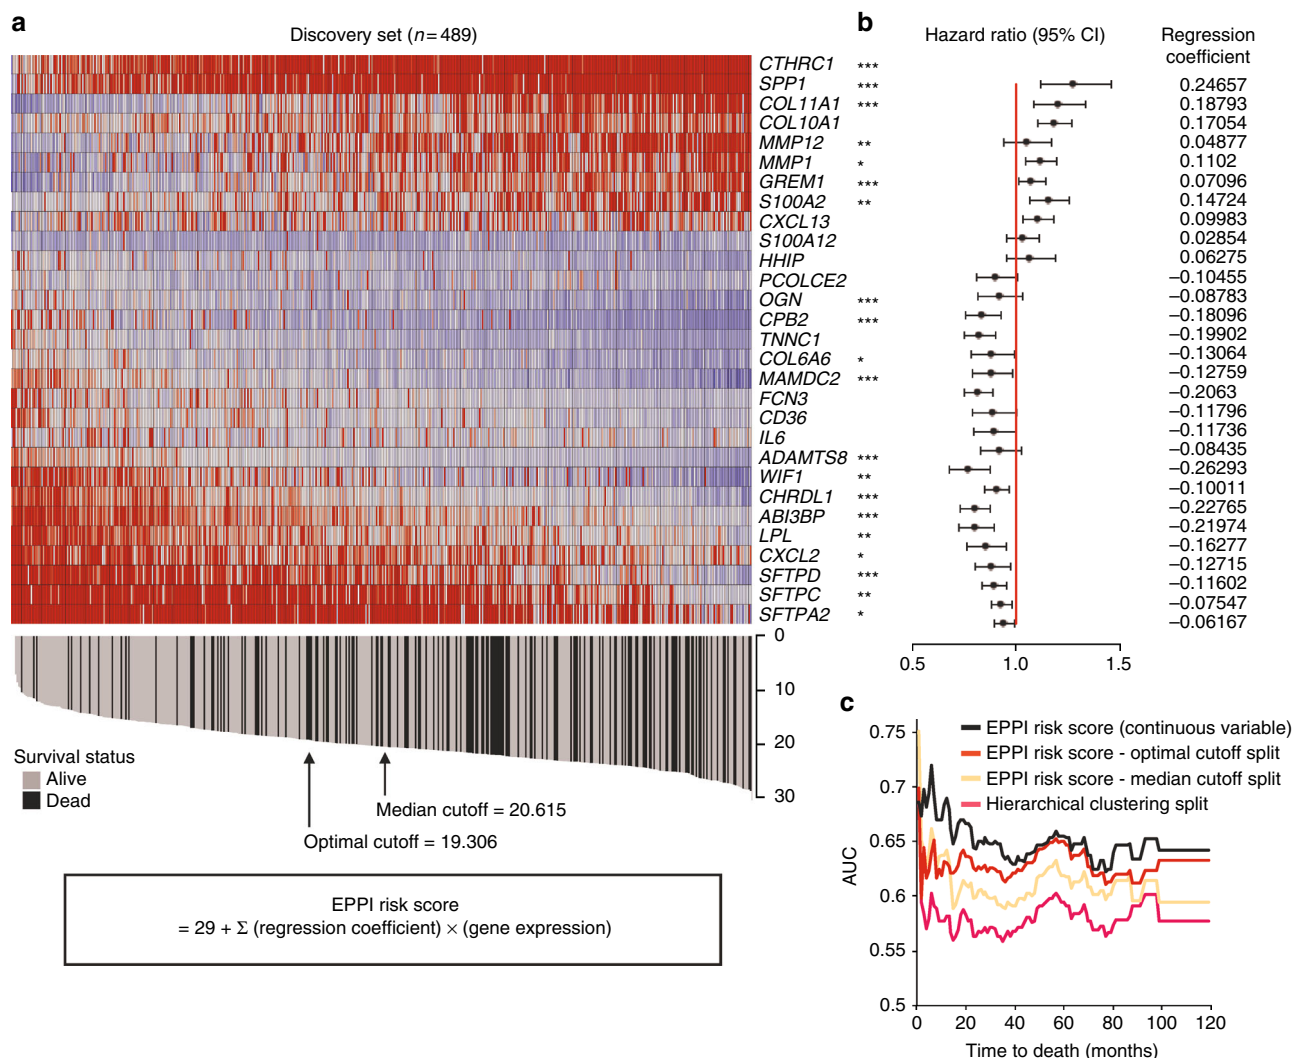 a
Discovery set (n = 489)
CTHRC1 ***
SPP1 ***
COL11A1 ***
COL10A1
MMP12 **
MMP1 *
GREM1 ***
S100A2 **
CXCL13
S100A12
HHIP
PCOLCE2
OGN ***
CPB2 ***
TNNC1
COL6A6 *
MAMDC2 ***
FCN3
CD36
IL6
ADAMTS8 ***
WIF1 **
CHRDL1 ***
ABI3BP ***
LPL **
CXCL2 *
SFTPD ***
SFTPC **
SFTPA2 *
0
10
20
30
Survival status
Alive
Dead
Median cutoff = 20.615
Optimal cutoff = 19.306
EPPI risk score
= 29 + Σ (regression coefficient) × (gene expression)
b
Hazard ratio (95% CI)
Regression
coefficient
0.24657
0.18793
0.17054
0.04877
0.1102
0.07096
0.14724
0.09983
0.02854
0.06275
−0.10455
−0.08783
−0.18096
−0.19902
−0.13064
−0.12759
−0.2063
−0.11796
−0.11736
−0.08435
−0.26293
−0.10011
−0.22765
−0.21974
−0.16277
−0.12715
−0.11602
−0.07547
−0.06167
0.5 1.0 1.5
c
EPPI risk score (continuous variable)
EPPI risk score - optimal cutoff split
EPPI risk score - median cutoff split
Hierarchical clustering split
0.75
0.7
0.65
0.6
0.55
0.5
AUC
0 20 40 60 80 100 120
Time to death (months)